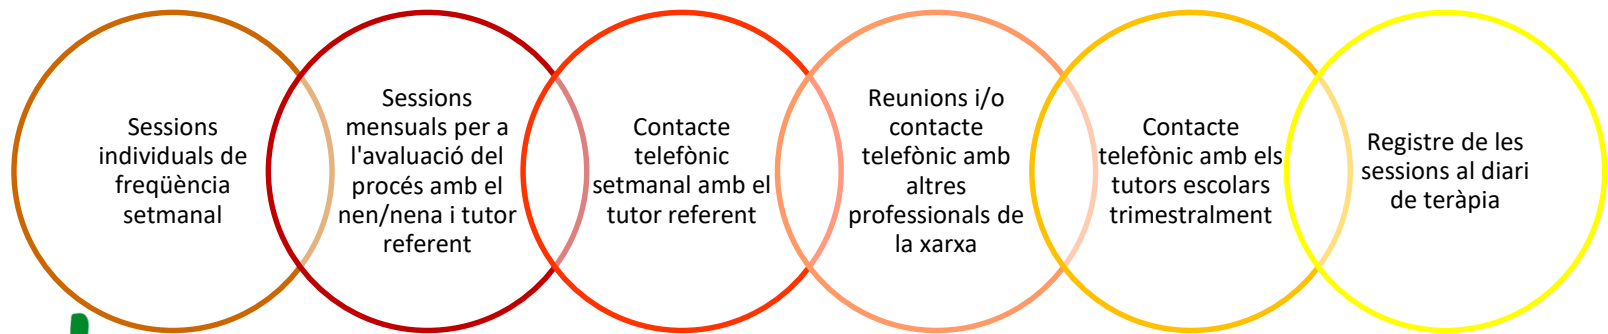 Sessions
individuals de
freqüència
setmanal
Sessions
mensuals per a
l'avaluació del
procés amb el
nen/nena i tutor
referent
Contacte
telefònic
setmanal amb el
tutor referent
Reunions i/o
contacte
telefònic amb
altres
professionals de
la xarxa
Contacte
telefònic amb els
tutors escolars
trimestralment
Registre de les
sessions al diari
de teràpia